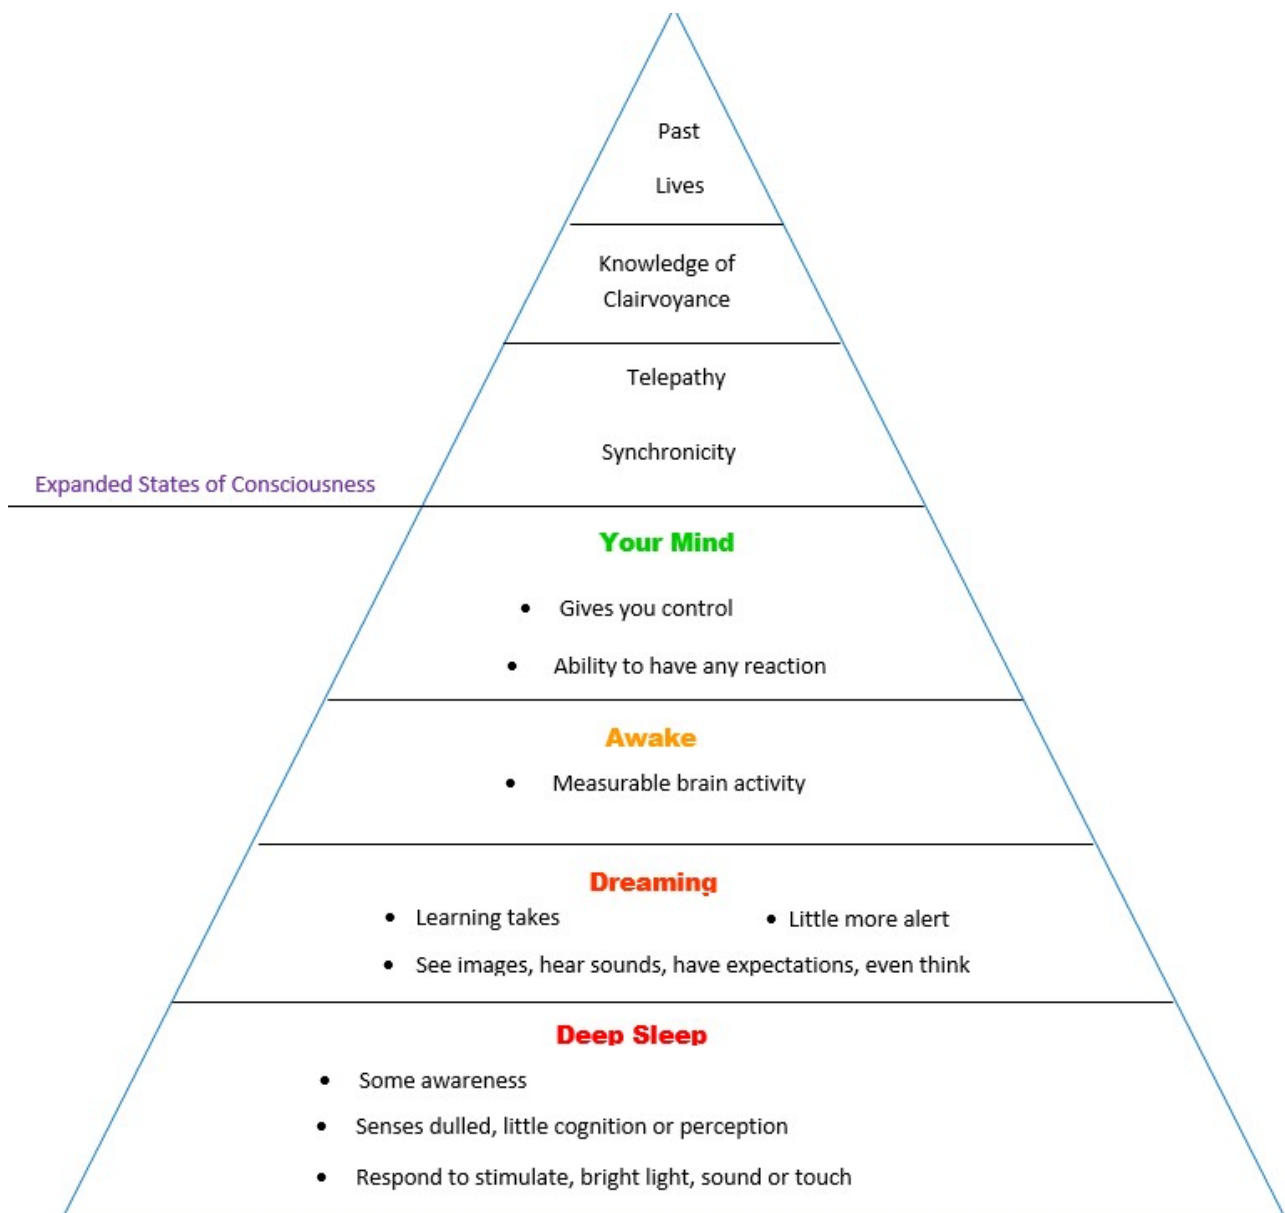 Past
Lives
Knowledge of
Clairvoyance
Telepathy
Synchronicity
Expanded States of Consciousness
Your Mind
• Gives you control
• Ability to have any reaction
Awake
• Measurable brain activity
Dreaming
• Learning takes • Little more alert
• See images, hear sounds, have expectations, even think
Deep Sleep
• Some awareness
• Senses dulled, little cognition or perception
• Respond to stimulate, bright light, sound or touch